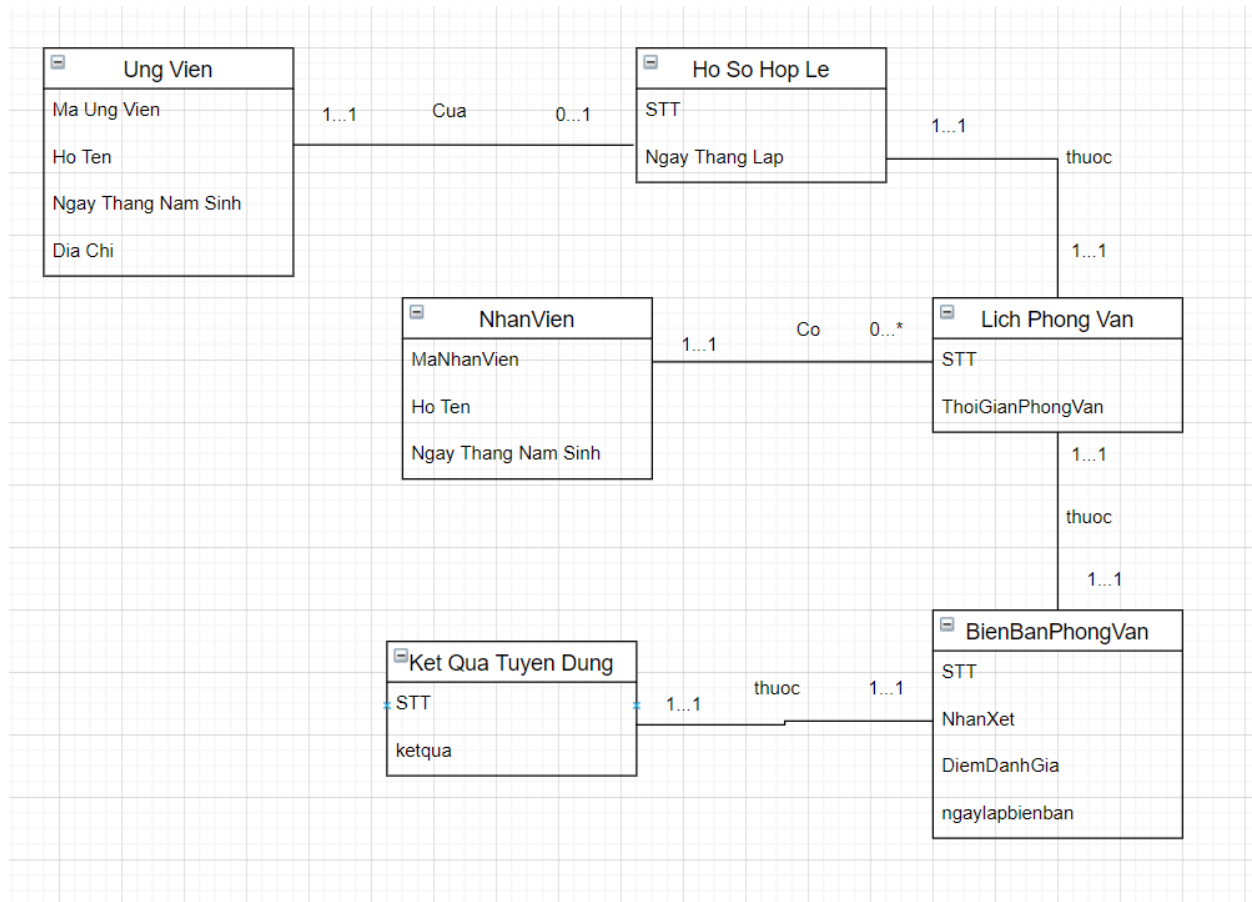 Ung Vien
Ma Ung Vien
Ho Ten
Ngay Thang Nam Sinh
Dia Chi
1...1
Cua
0...1
Ho So Hop Le
STT
Ngay Thang Lap
1...1
thuoc
1...1
NhanVien
MaNhanVien
Ho Ten
Ngay Thang Nam Sinh
1...1
Co
0...*
Lich Phong Van
STT
ThoiGianPhongVan
1...1
thuoc
1...1
BienBanPhongVan
STT
NhanXet
DiemDanhGia
ngaylapbienban
Ket Qua Tuyen Dung
STT
ketqua
1...1
thuoc
1...1